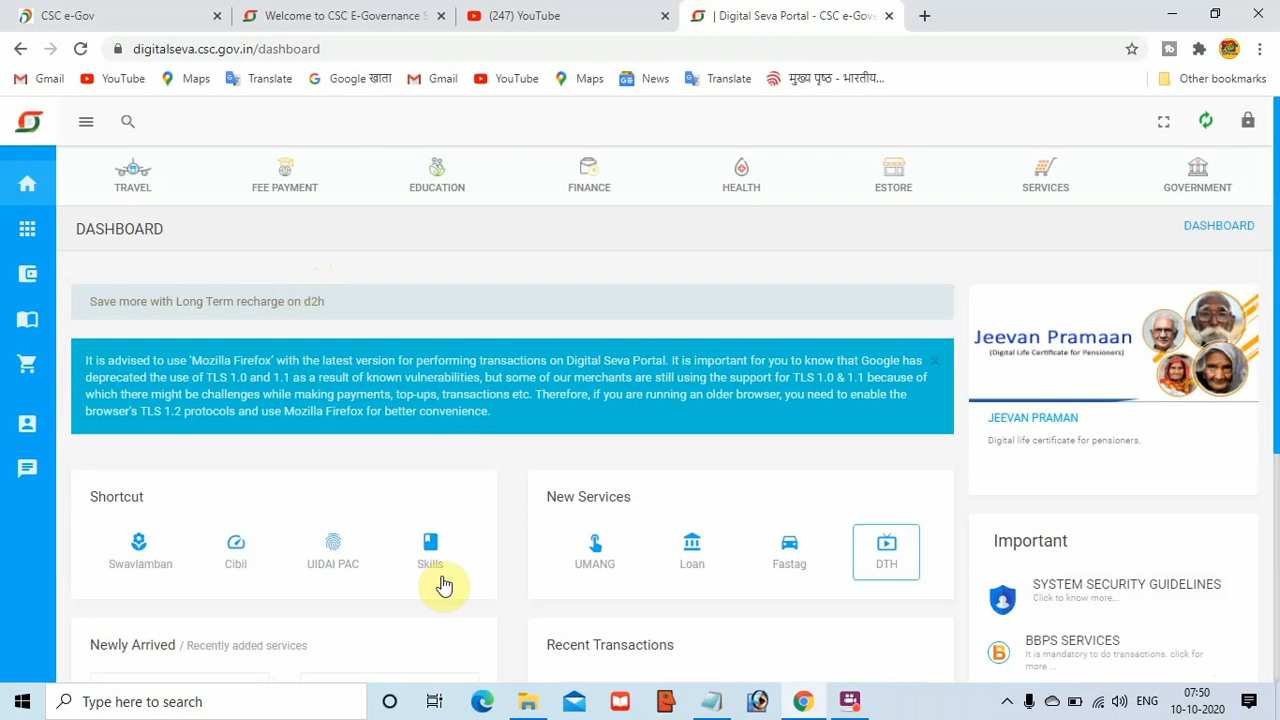 CSC e-Gov
Welcome to CSC E-Governance S
(247) YouTube
| Digital Seva Portal - CSC e-Gove
digitalseva.csc.gov.in/dashboard
Gmail
YouTube
Maps
Translate
Google खाता
Gmail
YouTube
Maps
News
Translate
मुख्य पृष्ठ - भारतीय...
Other bookmarks
TRAVEL
FEE PAYMENT
EDUCATION
FINANCE
HEALTH
ESTORE
SERVICES
GOVERNMENT
DASHBOARD
DASHBOARD
Save more with Long Term recharge on d2h
It is advised to use 'Mozilla Firefox' with the latest version for performing transactions on Digital Seva Portal. It is important for you to know that Google has
deprecated the use of TLS 1.0 and 1.1 as a result of known vulnerabilities, but some of our merchants are still using the support for TLS 1.0 & 1.1 because of
which there might be challenges while making payments, top-ups, transactions etc. Therefore, if you are running an older browser, you need to enable the
browser's TLS 1.2 protocols and use Mozilla Firefox for better convenience.
Jeevan Pramaan
(Digital Life Certificate for Pensioners)
JEEVAN PRAMAN
Digital life certificate for pensioners.
Shortcut
Swavlamban
Cibil
UIDAI PAC
Skills
New Services
UMANG
Loan
Fastag
DTH
Important
SYSTEM SECURITY GUIDELINES
Click to know more...
BBPS SERVICES
It is mandatory to do transactions. click for
more ...
Newly Arrived / Recently added services
Recent Transactions
Type here to search
ENG
07:50
10-10-2020